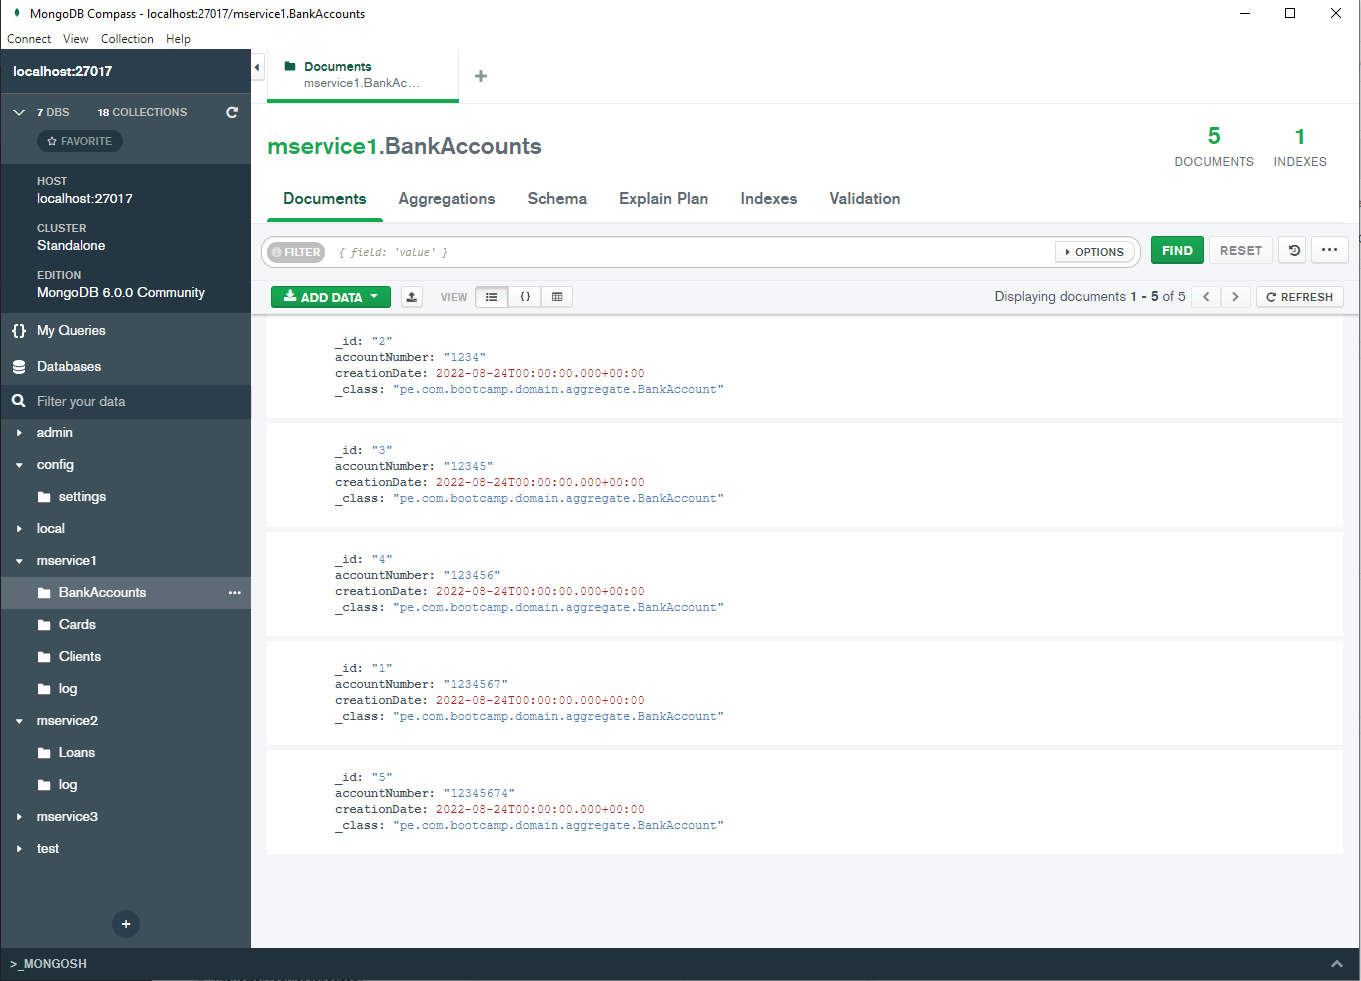 MongoDB Compass - localhost:27017/mservice1.BankAccounts
Connect View Collection Help
localhost:27017
7 DBS 18 COLLECTIONS
FAVORITE
HOST
localhost:27017
CLUSTER
Standalone
EDITION
MongoDB 6.0.0 Community
{} My Queries
Databases
Filter your data
admin
config
settings
local
mservice1
BankAccounts •••
Cards
Clients
log
mservice2
Loans
log
mservice3
test
+
Documents
mservice1.BankAc...
+
mservice1.BankAccounts
5
DOCUMENTS
1
INDEXES
Documents Aggregations Schema Explain Plan Indexes Validation
FILTER { field: 'value' } OPTIONS FIND RESET •••
ADD DATA VIEW {} Displaying documents 1 - 5 of 5 < > REFRESH
_id: "2"
accountNumber: "1234"
creationDate: 2022-08-24T00:00:00.000+00:00
_class: "pe.com.bootcamp.domain.aggregate.BankAccount"
_id: "3"
accountNumber: "12345"
creationDate: 2022-08-24T00:00:00.000+00:00
_class: "pe.com.bootcamp.domain.aggregate.BankAccount"
_id: "4"
accountNumber: "123456"
creationDate: 2022-08-24T00:00:00.000+00:00
_class: "pe.com.bootcamp.domain.aggregate.BankAccount"
_id: "1"
accountNumber: "1234567"
creationDate: 2022-08-24T00:00:00.000+00:00
_class: "pe.com.bootcamp.domain.aggregate.BankAccount"
_id: "5"
accountNumber: "12345674"
creationDate: 2022-08-24T00:00:00.000+00:00
_class: "pe.com.bootcamp.domain.aggregate.BankAccount"
>_MONGOSH